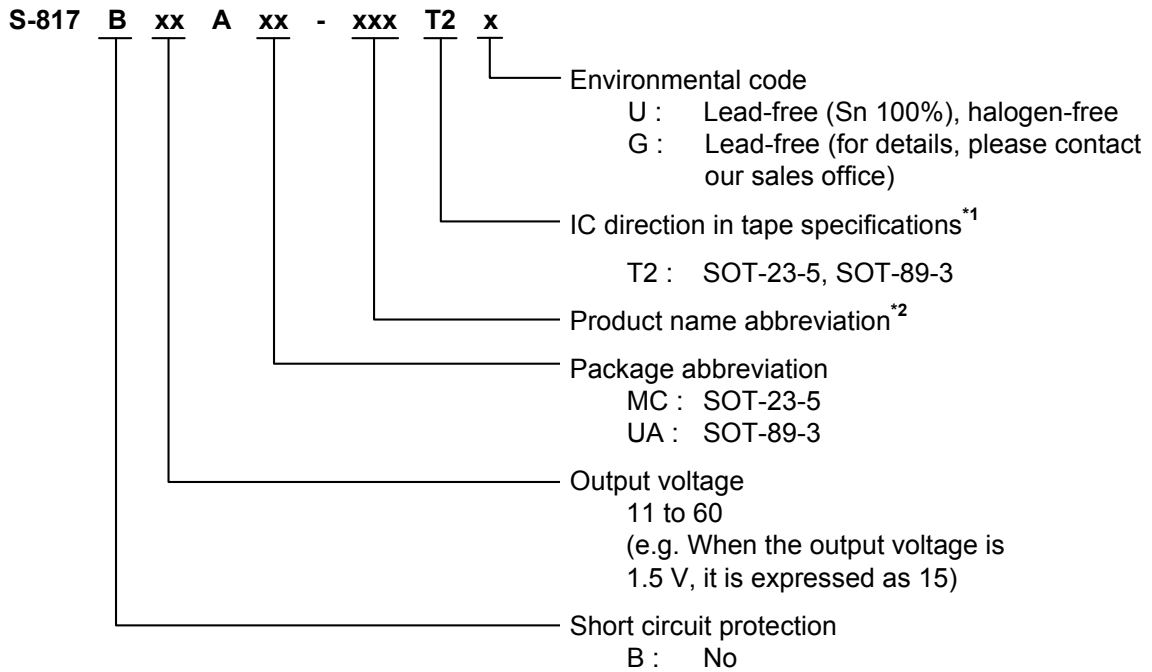 S-817 B xx A xx - xxx T2 x
Environmental code
U : Lead-free (Sn 100%), halogen-free
G : Lead-free (for details, please contact
our sales office)
IC direction in tape specifications*1
T2 : SOT-23-5, SOT-89-3
Product name abbreviation*2
Package abbreviation
MC : SOT-23-5
UA : SOT-89-3
Output voltage
11 to 60
(e.g. When the output voltage is
1.5 V, it is expressed as 15)
Short circuit protection
B : No